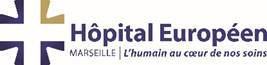 Hôpital Européen
MARSEILLE | L'humain au cœur de nos soins